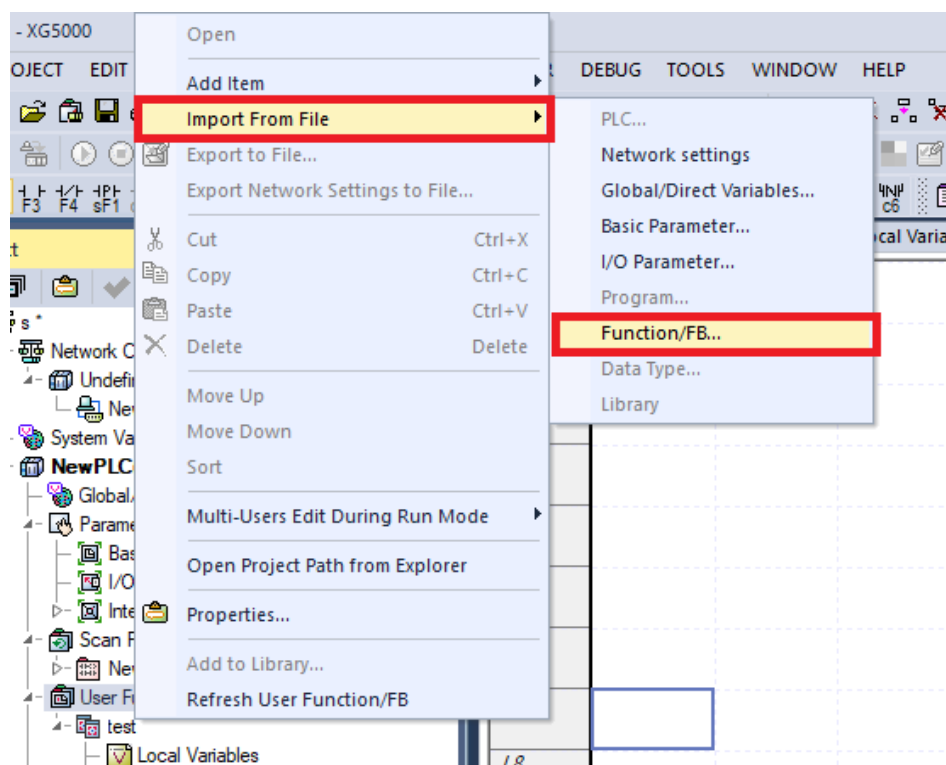 - XG5000
OJECT EDIT DEBUG TOOLS WINDOW HELP
Open
Add Item
Import From File
Export to File...
Export Network Settings to File...
Cut Ctrl+X
Copy Ctrl+C
Paste Ctrl+V
Delete Delete
Move Up
Move Down
Sort
Multi-Users Edit During Run Mode
Open Project Path from Explorer
Properties...
Add to Library...
Refresh User Function/FB
PLC...
Network settings
Global/Direct Variables...
Basic Parameter...
I/O Parameter...
Program...
Function/FB...
Data Type...
Library
F3 F4 sF1 c6
ct
cal Varia
s *
Network C
Undefi
Ne
System Va
NewPLC
Global/
Parame
Bas
I/O
Inte
Scan P
Ne
User F
test
Local Variables
18